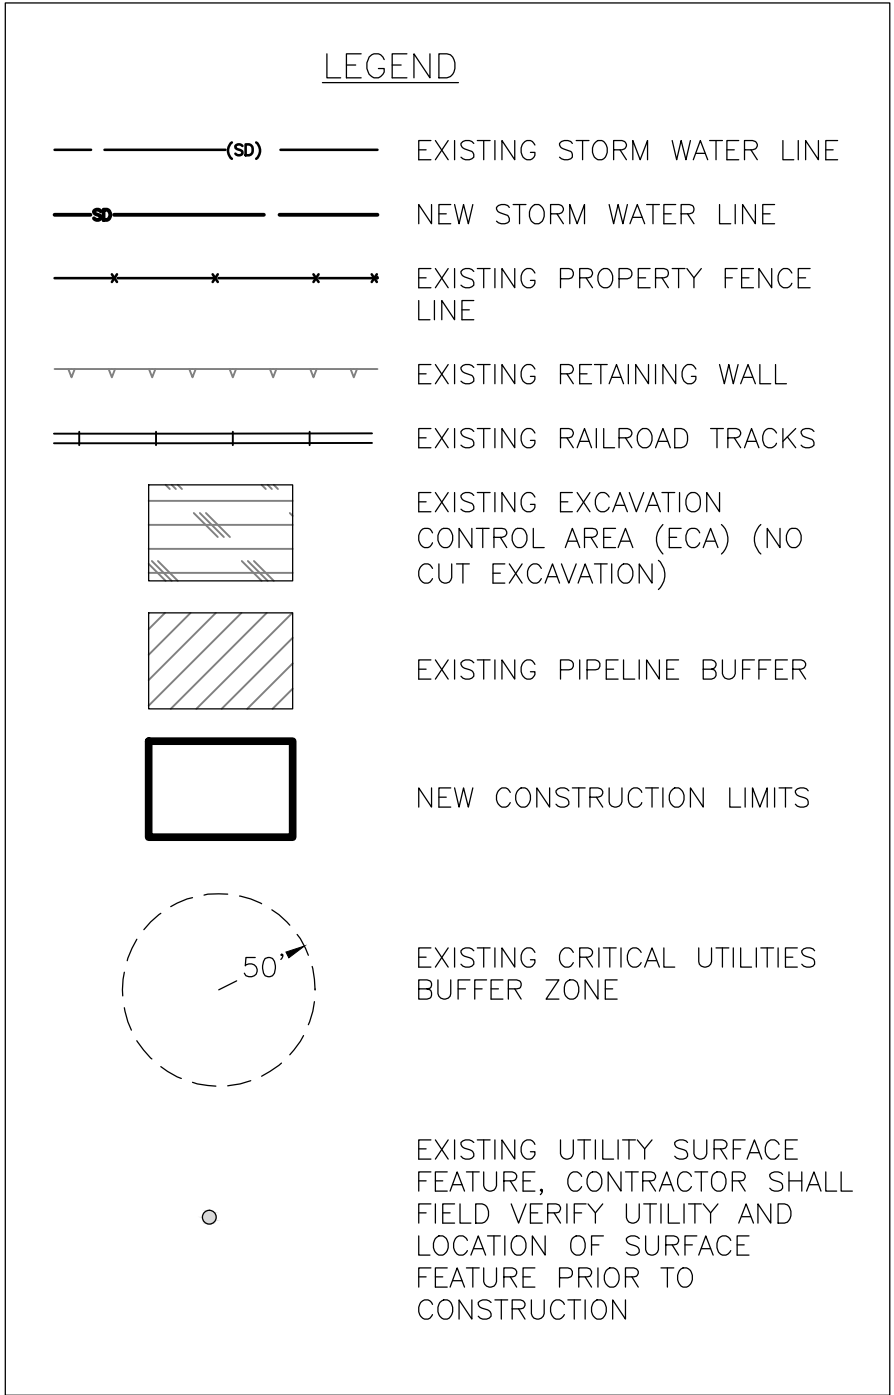 LEGEND
(SD) EXISTING STORM WATER LINE
SD NEW STORM WATER LINE
EXISTING PROPERTY FENCE
LINE
EXISTING RETAINING WALL
EXISTING RAILROAD TRACKS
EXISTING EXCAVATION
CONTROL AREA (ECA) (NO
CUT EXCAVATION)
EXISTING PIPELINE BUFFER
NEW CONSTRUCTION LIMITS
50'
EXISTING CRITICAL UTILITIES
BUFFER ZONE
EXISTING UTILITY SURFACE
FEATURE, CONTRACTOR SHALL
FIELD VERIFY UTILITY AND
LOCATION OF SURFACE
FEATURE PRIOR TO
CONSTRUCTION